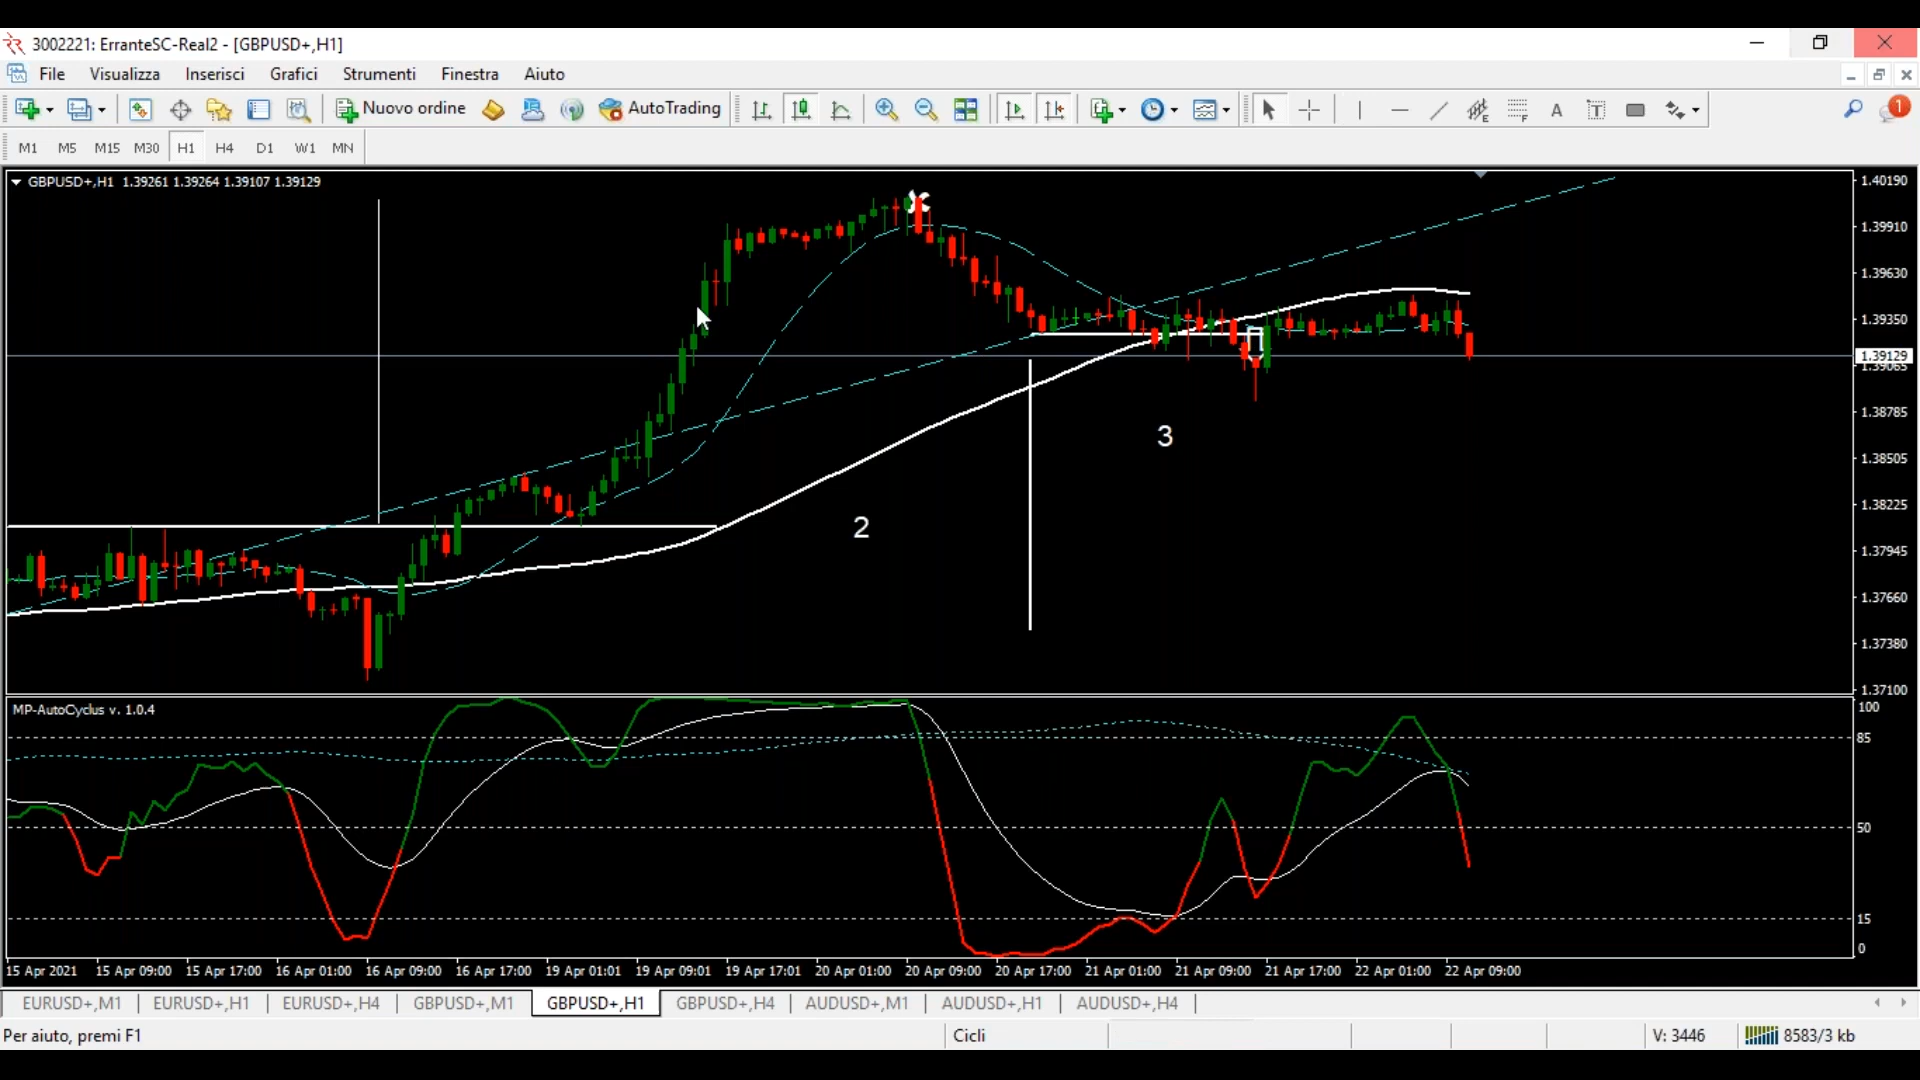 3002221: ErranteSC-Real2 - [GBPUSD+,H1]
File Visualizza Inserisci Grafici Strumenti Finestra Aiuto
Nuovo ordine AutoTrading A T E F 1
M1 M5 M15 M30 H1 H4 D1 W1 MN
GBPUSD+,H1 1.39261 1.39264 1.39107 1.39129
1.40190
1.39910
1.39630
1.39350
1.39129
1.39065
1.38785
3
1.38505
1.38225
2
1.37945
1.37660
1.37380
1.37100
MP-AutoCyclus v. 1.0.4
100
85
50
15
0
15 Apr 2021 15 Apr 09:00 15 Apr 17:00 16 Apr 01:00 16 Apr 09:00 16 Apr 17:00 19 Apr 01:01 19 Apr 09:01 19 Apr 17:01 20 Apr 01:00 20 Apr 09:00 20 Apr 17:00 21 Apr 01:00 21 Apr 09:00 21 Apr 17:00 22 Apr 01:00 22 Apr 09:00
EURUSD+,M1 EURUSD+,H1 EURUSD+,H4 GBPUSD+,M1 GBPUSD+,H1 GBPUSD+,H4 AUDUSD+,M1 AUDUSD+,H1 AUDUSD+,H4
Per aiuto, premi F1 Cicli V: 3446 8583/3 kb